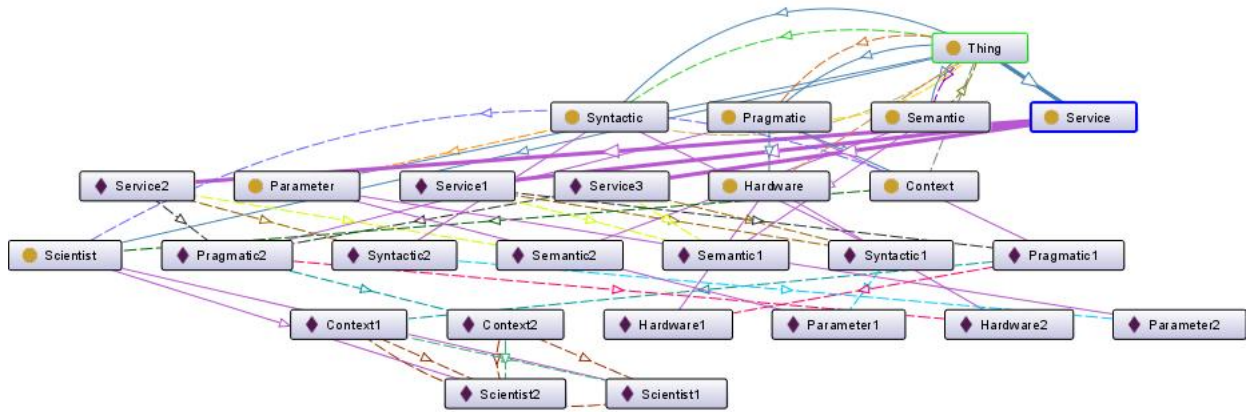 Thing
Syntactic
Pragmatic
Semantic
Service
Service2
Parameter
Service1
Service3
Hardware
Context
Scientist
Pragmatic2
Syntactic2
Semantic2
Semantic1
Syntactic1
Pragmatic1
Context1
Context2
Hardware1
Parameter1
Hardware2
Parameter2
Scientist2
Scientist1